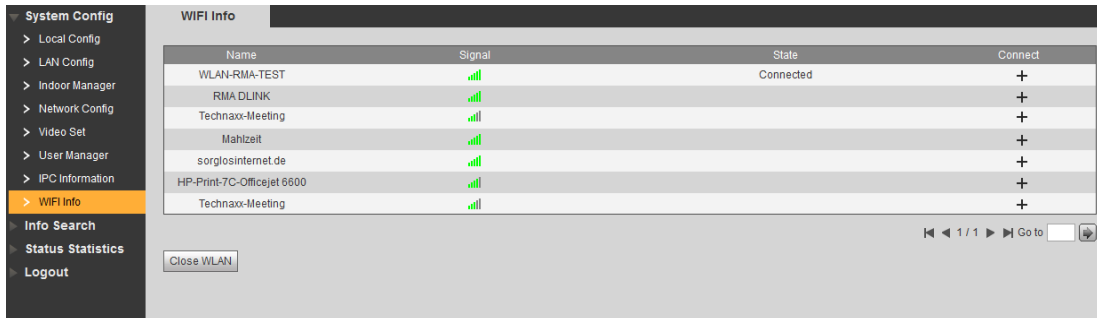 System Config
Local Config
LAN Config
Indoor Manager
Network Config
Video Set
User Manager
IPC Information
WIFI Info
Info Search
Status Statistics
Logout
WIFI Info
Name Signal State Connect
WLAN-RMA-TEST Connected +
RMA DLINK +
Technaxx-Meeting +
Mahlzeit +
sorglosinternet.de +
HP-Print-7C-Officejet 6600 +
Technaxx-Meeting +
1 / 1 Go to
Close WLAN